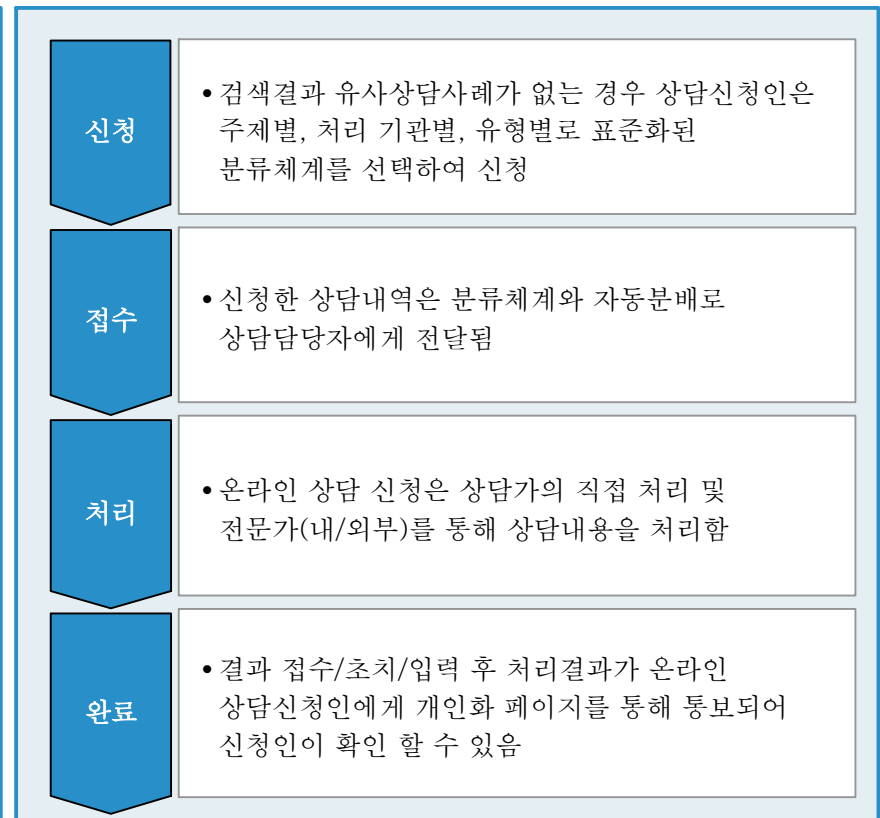 신청
• 검색결과 유사상담사례가 없는 경우 상담신청인은
주제별, 처리 기관별, 유형별로 표준화된
분류체계를 선택하여 신청
접수
• 신청한 상담내역은 분류체계와 자동분배로
상담담당자에게 전달됨
처리
• 온라인 상담 신청은 상담가의 직접 처리 및
전문가(내/외부)를 통해 상담내용을 처리함
완료
• 결과 접수/초치/입력 후 처리결과가 온라인
상담신청인에게 개인화 페이지를 통해 통보되어
신청인이 확인 할 수 있음